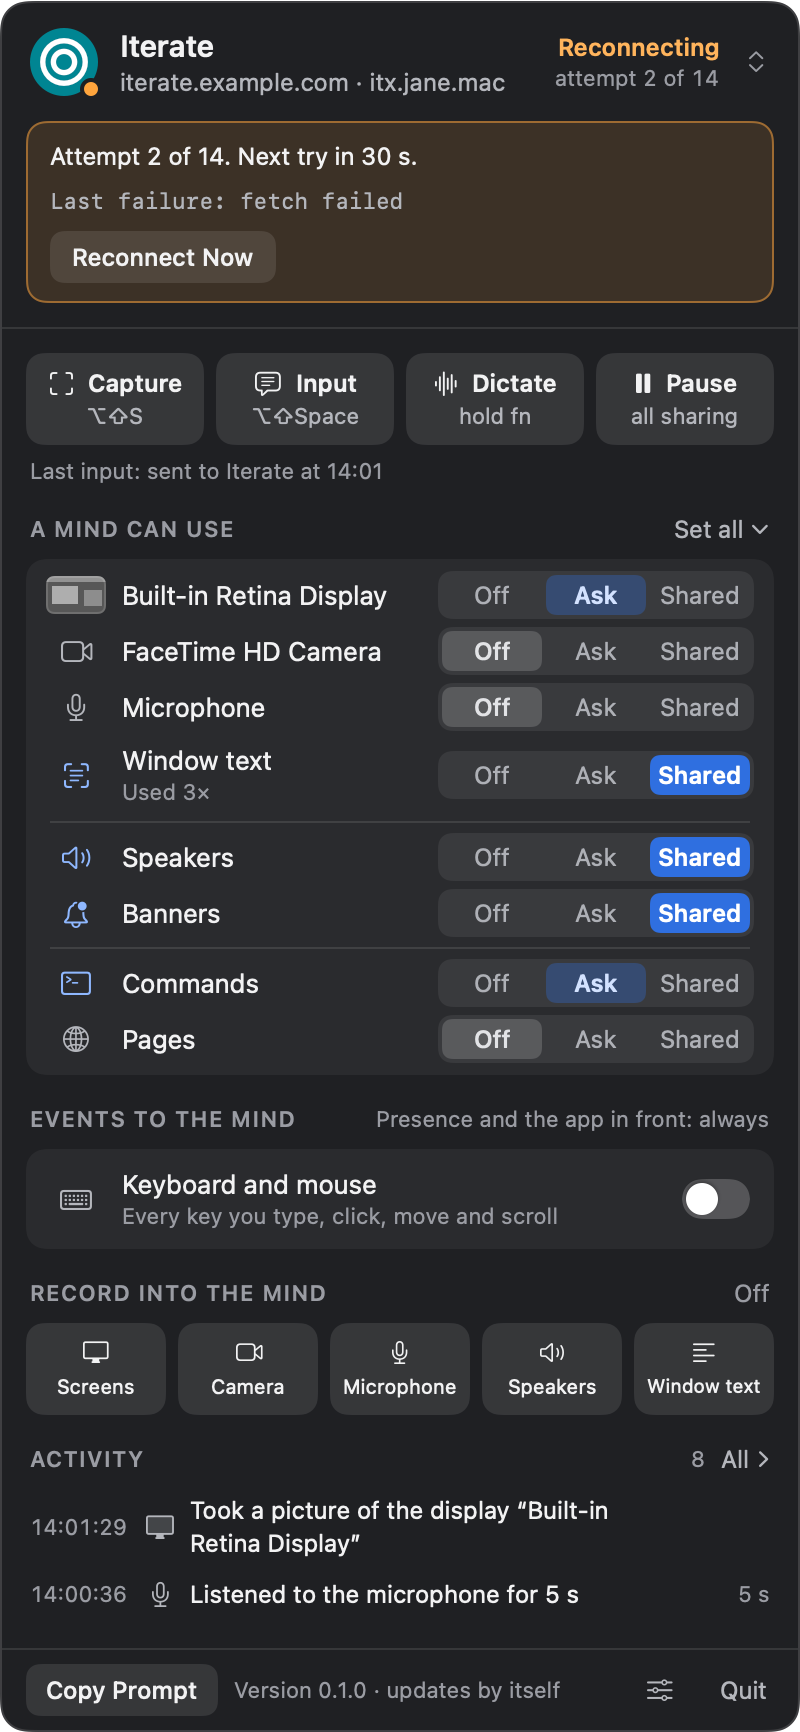 Iterate
Reconnecting
iterate.example.com · itx.jane.mac
attempt 2 of 14
Attempt 2 of 14. Next try in 30 s.
Last failure: fetch failed
Reconnect Now
Capture
⌥⇧S
Input
⌥⇧Space
Dictate
hold fn
Pause
all sharing
Last input: sent to Iterate at 14:01
A MIND CAN USE
Set all
Built-in Retina Display
Off Ask Shared
FaceTime HD Camera
Off Ask Shared
Microphone
Off Ask Shared
Window text
Used 3×
Off Ask Shared
Speakers
Off Ask Shared
Banners
Off Ask Shared
Commands
Off Ask Shared
Pages
Off Ask Shared
EVENTS TO THE MIND
Presence and the app in front: always
Keyboard and mouse
Every key you type, click, move and scroll
RECORD INTO THE MIND
Off
Screens
Camera
Microphone
Speakers
Window text
ACTIVITY
8 All
14:01:29
Took a picture of the display “Built-in
Retina Display”
14:00:36
Listened to the microphone for 5 s
5 s
Copy Prompt
Version 0.1.0 · updates by itself
Quit